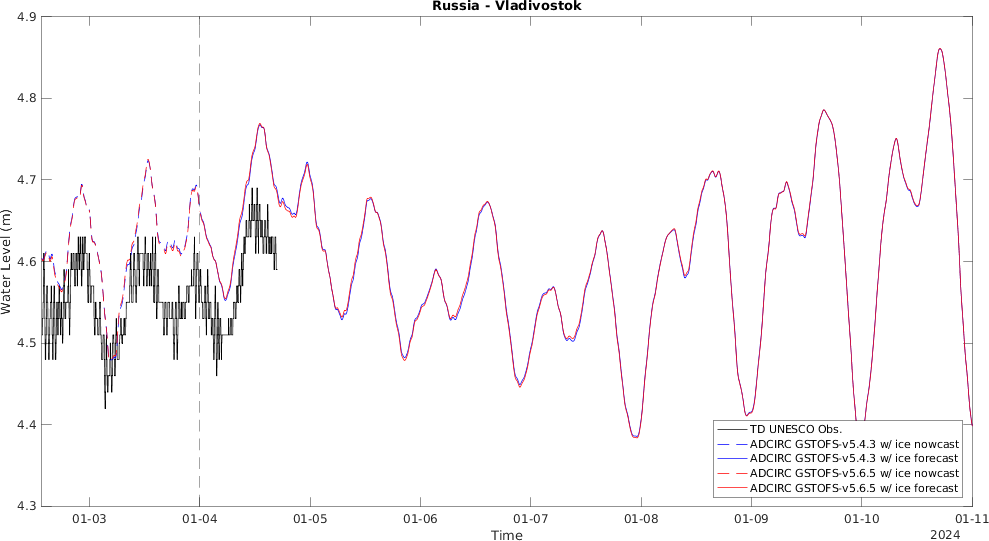 Russia - Vladivostok
4.9
4.8
4.7
4.6
4.5
4.4
4.3
Water Level (m)
TD UNESCO Obs.
ADCIRC GSTOFS-v5.4.3 w/ ice nowcast
ADCIRC GSTOFS-v5.4.3 w/ ice forecast
ADCIRC GSTOFS-v5.6.5 w/ ice nowcast
ADCIRC GSTOFS-v5.6.5 w/ ice forecast
01-03 01-04 01-05 01-06 01-07 01-08 01-09 01-10 01-11
Time
2024